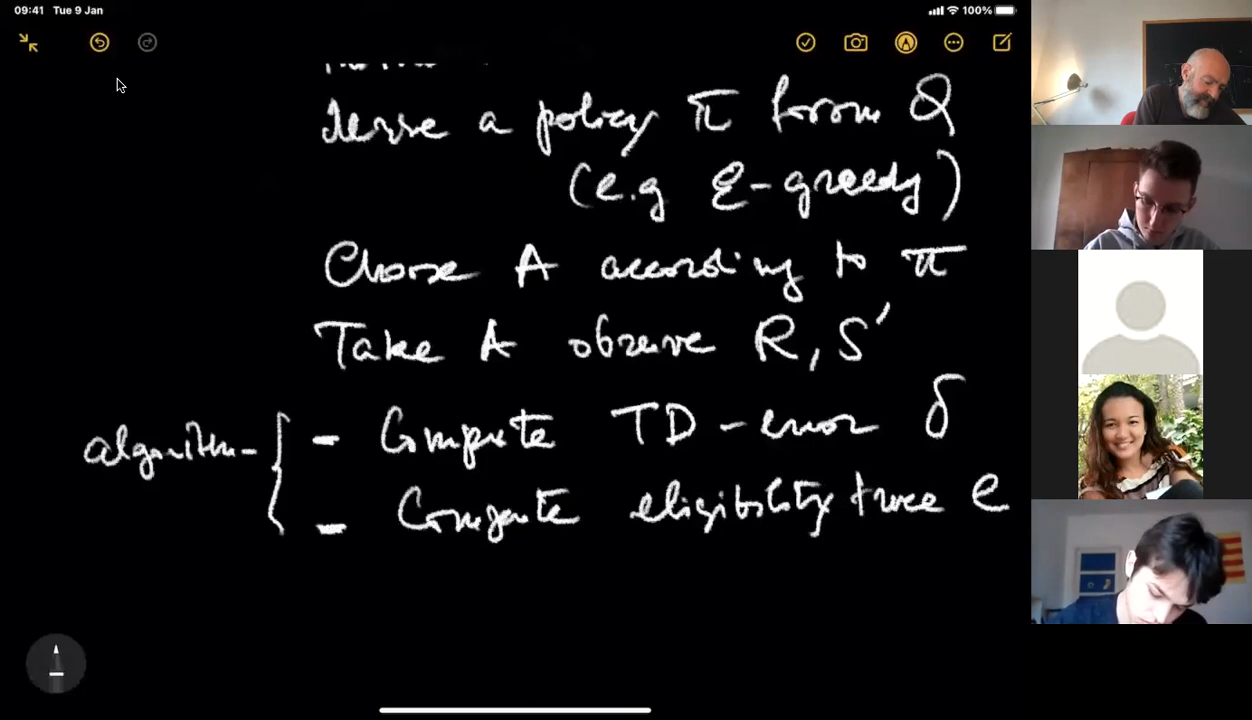 09:41 Tue 9 Jan
100%
derive a policy π from Q
(e.g ε-greedy)
Choose A according to π
Take A observe R, S'
algorithm - Compute TD-error δ
- Compute eligibility trace e